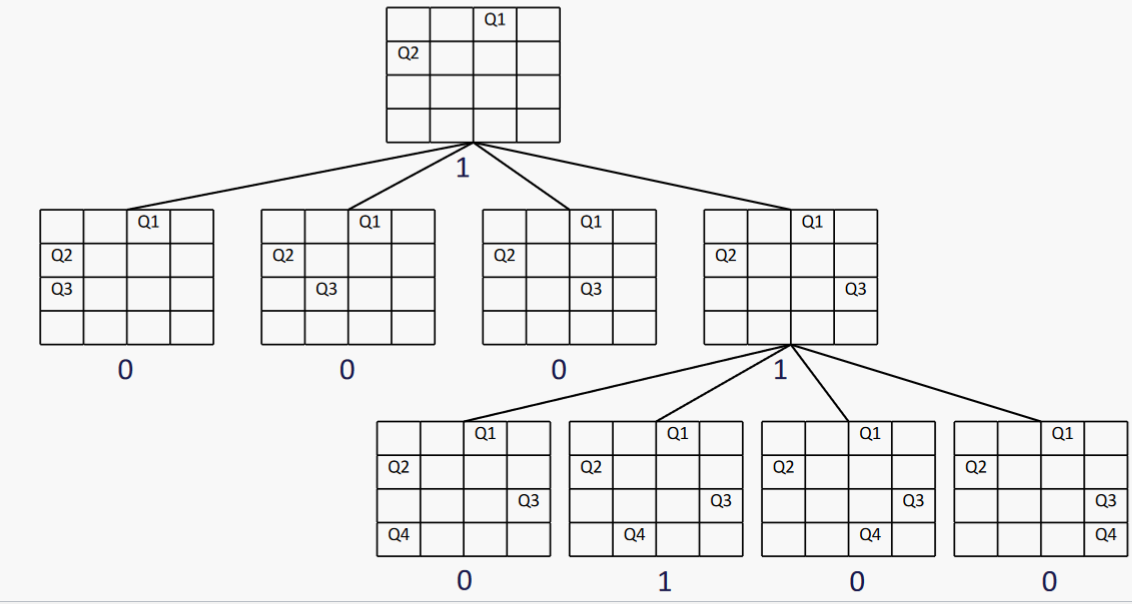 Q1
Q2
1
Q1 Q1 Q1 Q1
Q2 Q2 Q2 Q2
Q3 Q3 Q3 Q3
0 0 0 1
Q1 Q1 Q1 Q1
Q2 Q2 Q2 Q2
Q3 Q3 Q3 Q3
Q4 Q4 Q4 Q4
0 1 0 0